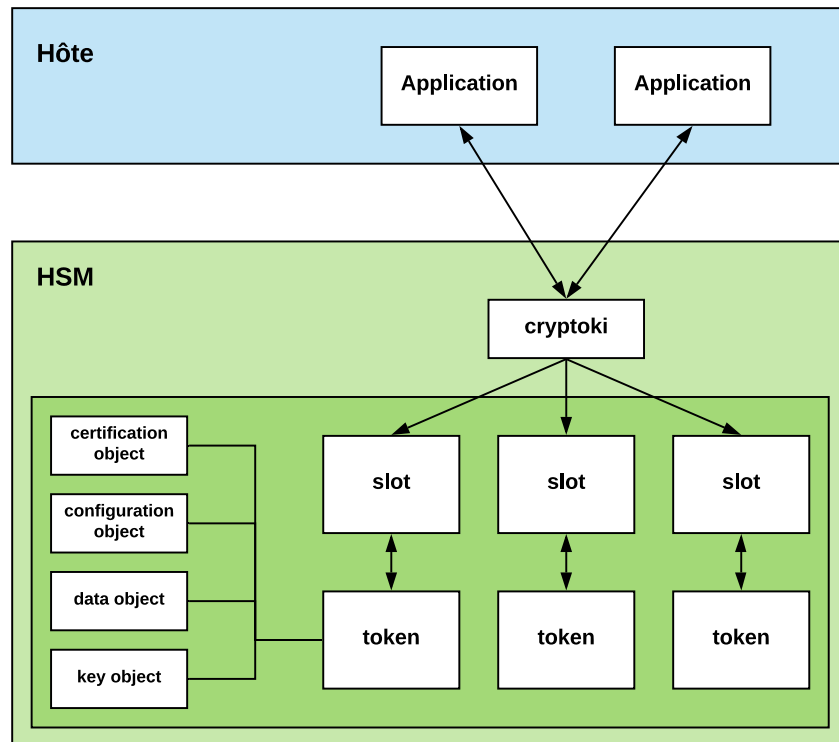 Hôte
Application
Application
HSM
cryptoki
certification
object
slot
slot
slot
configuration
object
data object
token
token
token
key object